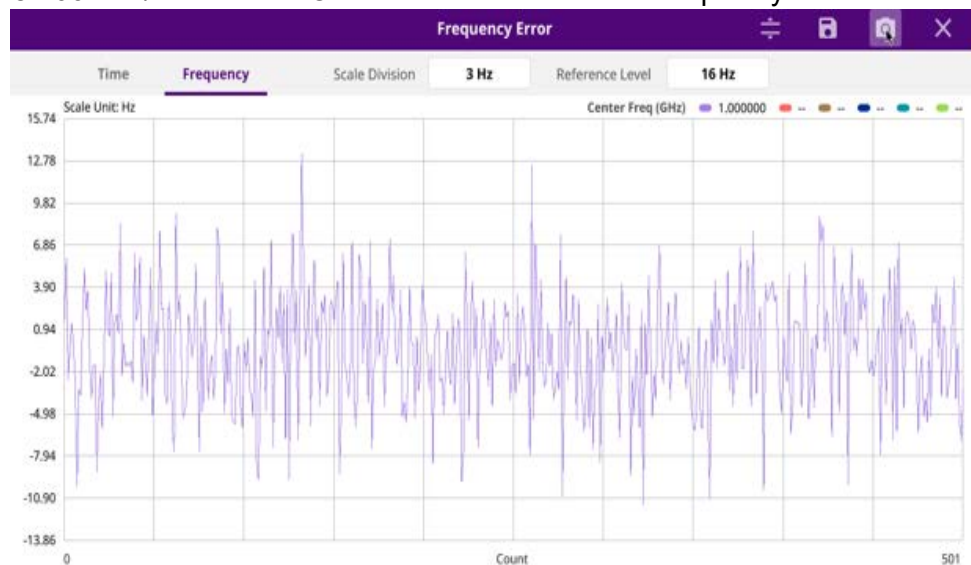 Frequency Error
Time Frequency Scale Division 3 Hz Reference Level 16 Hz
Scale Unit: Hz Center Freq (GHz) 1.000000 -- -- -- -- --
15.74
12.78
9.82
6.86
3.90
0.94
-2.02
-4.98
-7.94
-10.90
-13.86
0 Count 501